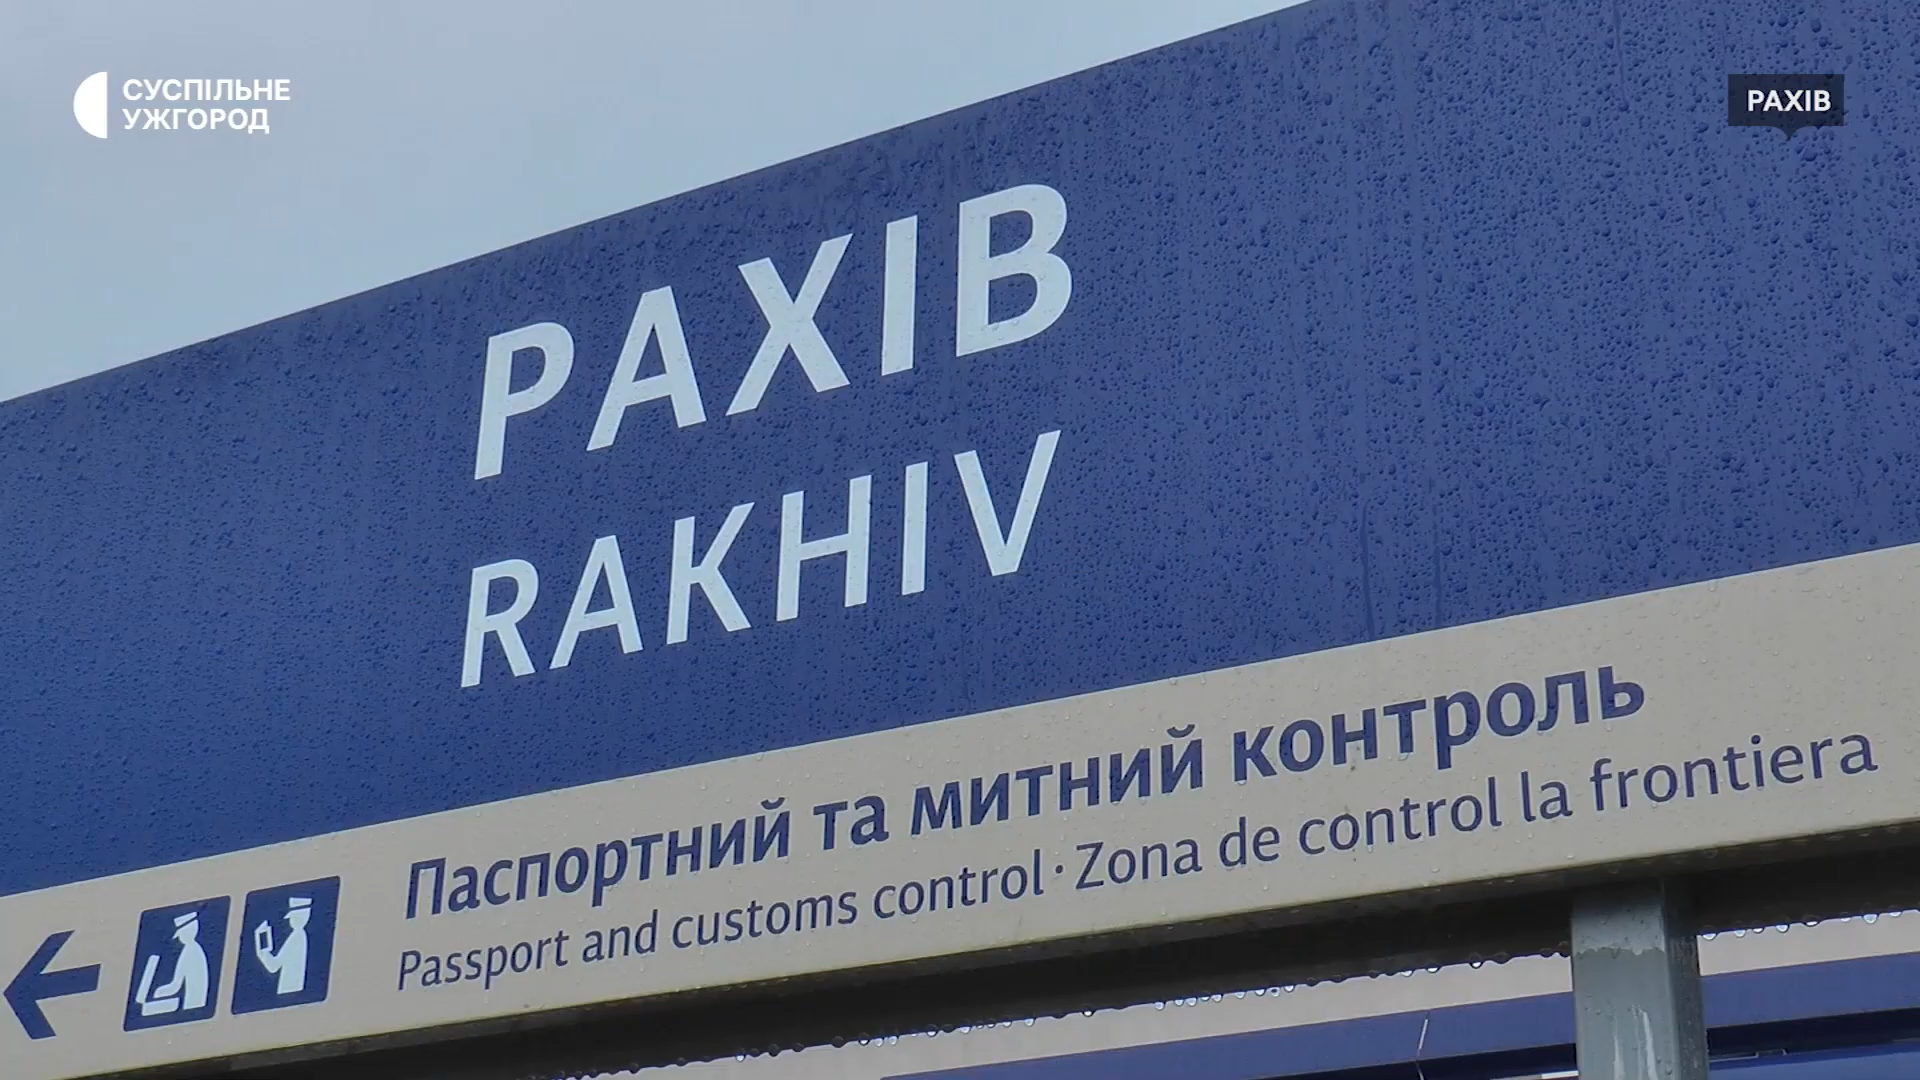 СУСПІЛЬНЕ
УЖГОРОД
РАХІВ
РАХІВ
RAKHIV
Паспортний та митний контроль
Passport and customs control · Zona de control la frontiera